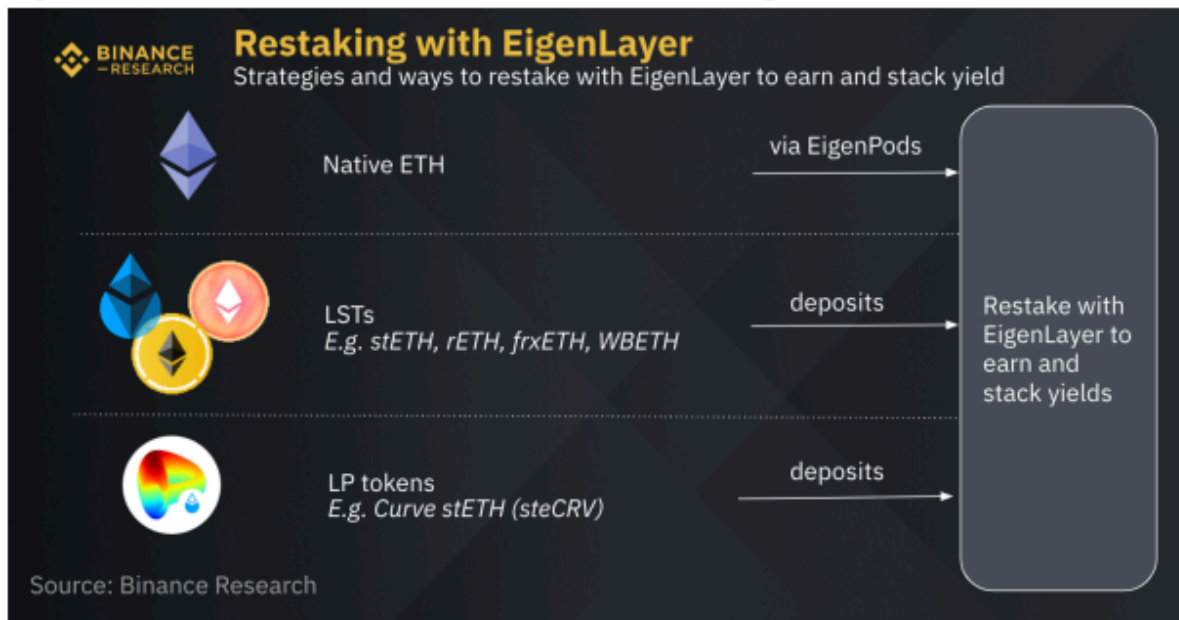 BINANCE
RESEARCH
Restaking with EigenLayer
Strategies and ways to restake with EigenLayer to earn and stack yield
Native ETH
via EigenPods
LSTs
E.g. stETH, rETH, frxETH, WBETH
deposits
LP tokens
E.g. Curve stETH (steCRV)
deposits
Restake with
EigenLayer to
earn and
stack yields
Source: Binance Research